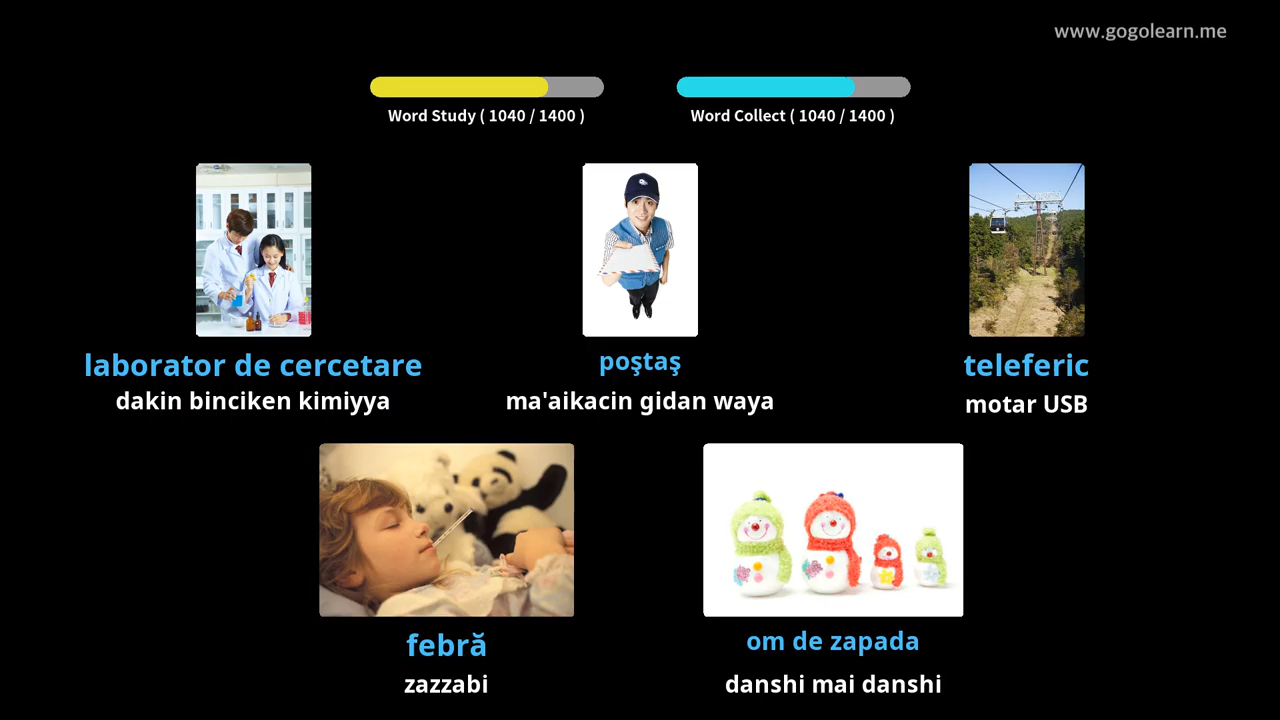 www.gogolearn.me
Word Study ( 1040 / 1400 )
Word Collect ( 1040 / 1400 )
laborator de cercetare
dakin binciken kimiyya
poştaş
ma'aikacin gidan waya
teleferic
motar USB
febră
zazzabi
om de zapada
danshi mai danshi